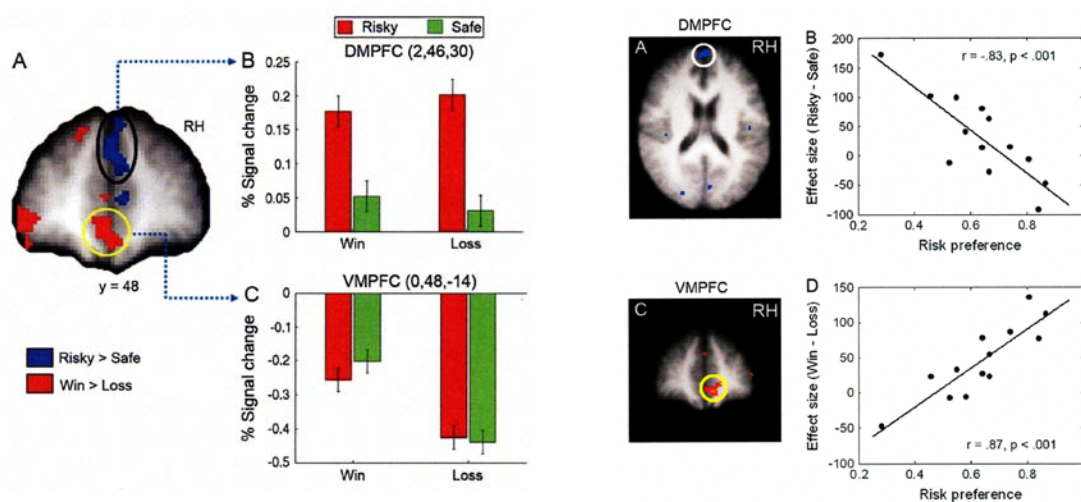 Risky Safe
A
RH
y = 48
Risky > Safe
Win > Loss
B
DMPFC (2,46,30)
% Signal change
0.25
0.2
0.15
0.1
0.05
0
Win Loss
C
VMPFC (0,48,-14)
% Signal change
0
-0.1
-0.2
-0.3
-0.4
-0.5
Win Loss
DMPFC
A RH
B
Effect size (Risky - Safe)
200
150
100
50
0
-50
-100
r = -.83, p < .001
0.2 0.4 0.6 0.8
Risk preference
VMPFC
C RH
D
Effect size (Win - Loss)
150
100
50
0
-50
-100
r = .87, p < .001
0.2 0.4 0.6 0.8
Risk preference